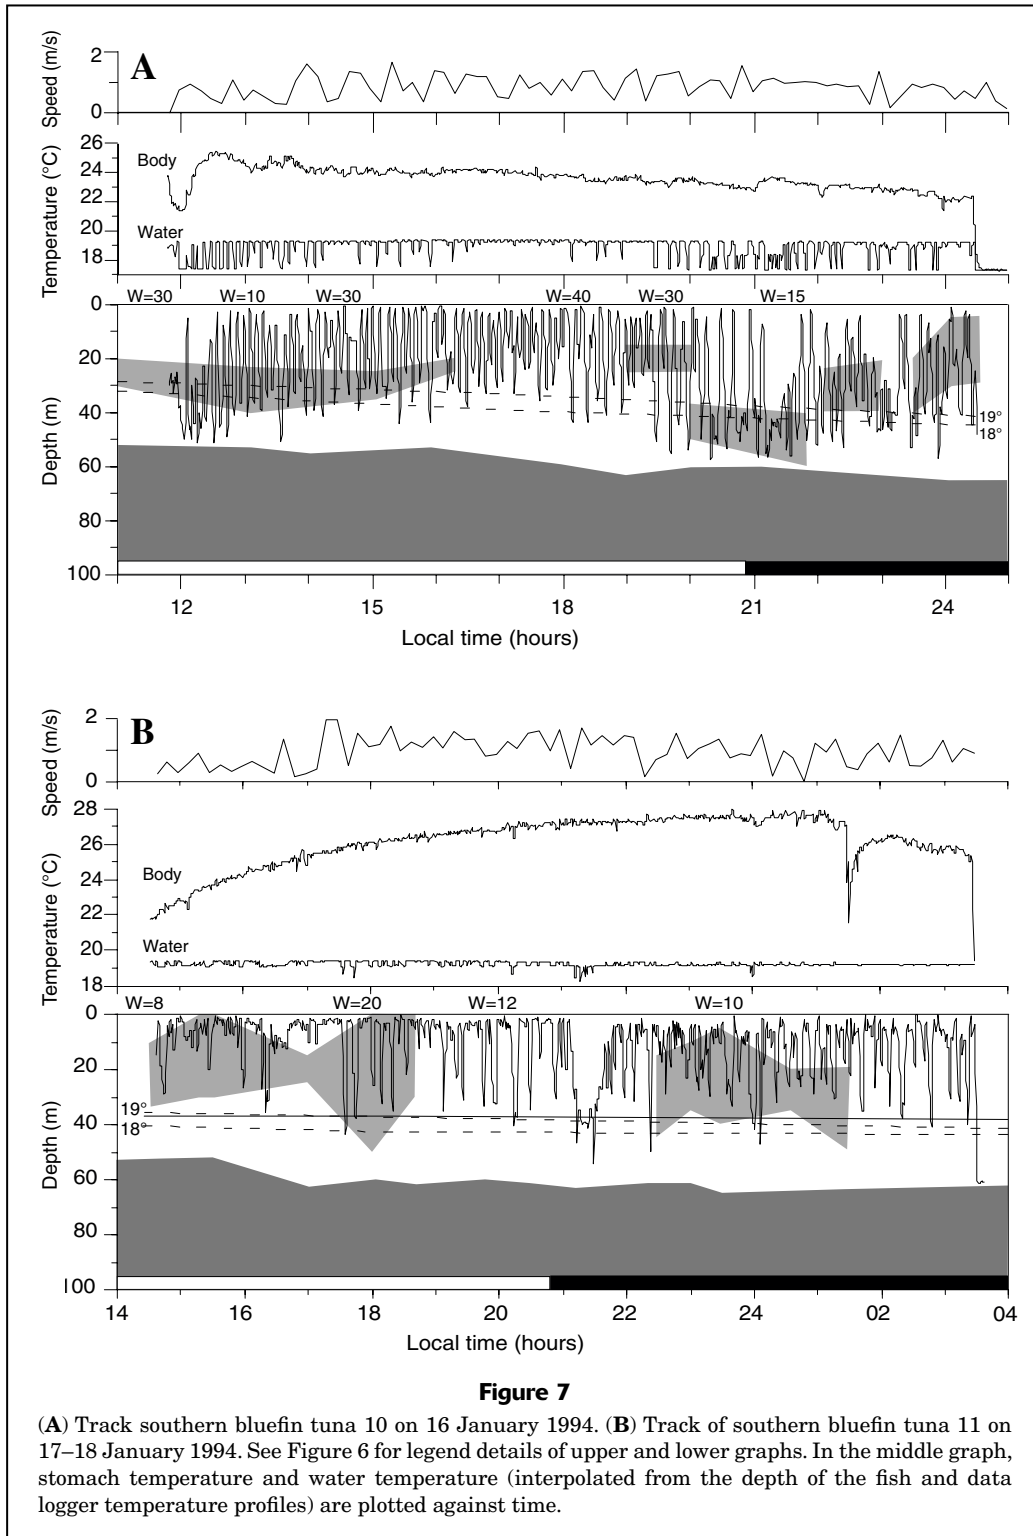 A
Speed (m/s)
2
0
Temperature (°C)
26
24
22
20
18
Body
Water
W=30 W=10 W=30 W=40 W=30 W=15
Depth (m)
0
20
40
60
80
100
19°
18°
12 15 18 21 24
Local time (hours)
B
Speed (m/s)
2
0
Temperature (°C)
28
26
24
22
20
18
Body
Water
W=8 W=20 W=12 W=10
Depth (m)
0
20
40
60
80
100
19°
18°
14 16 18 20 22 24 02 04
Local time (hours)
Figure 7
(A) Track southern bluefin tuna 10 on 16 January 1994. (B) Track of southern bluefin tuna 11 on
17–18 January 1994. See Figure 6 for legend details of upper and lower graphs. In the middle graph,
stomach temperature and water temperature (interpolated from the depth of the fish and data
logger temperature profiles) are plotted against time.